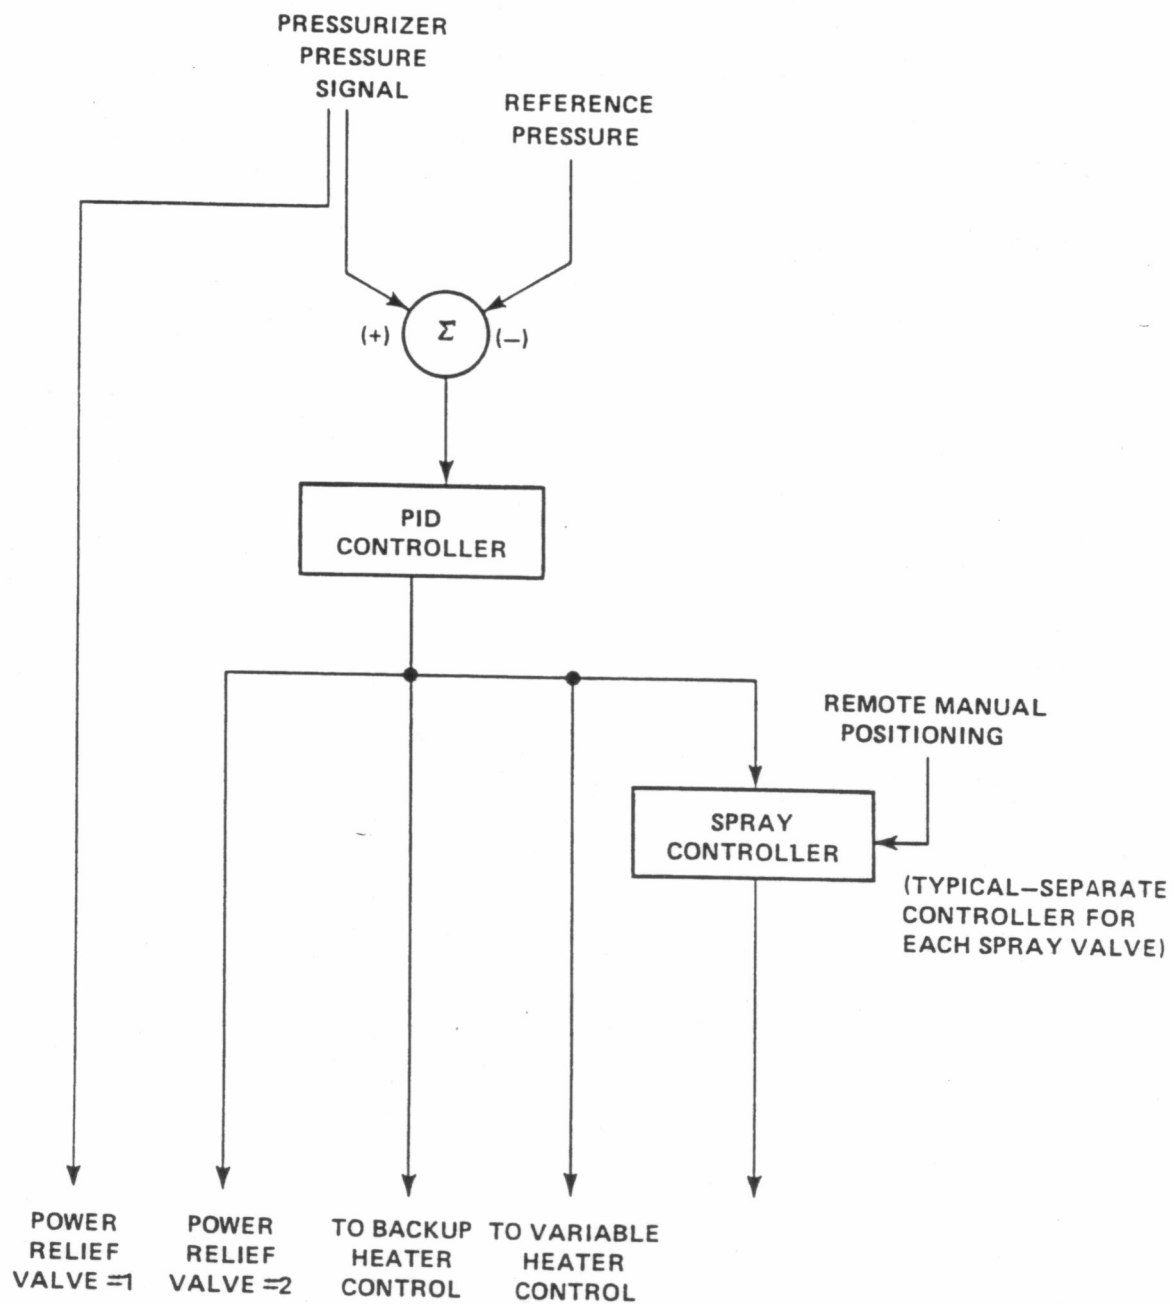 PRESSURIZER
PRESSURE
SIGNAL
REFERENCE
PRESSURE
(+)
Σ
(—)
PID
CONTROLLER
REMOTE MANUAL
POSITIONING
SPRAY
CONTROLLER
(TYPICAL—SEPARATE
CONTROLLER FOR
EACH SPRAY VALVE)
POWER
RELIEF
VALVE =1
POWER
RELIEF
VALVE =2
TO BACKUP
HEATER
CONTROL
TO VARIABLE
HEATER
CONTROL